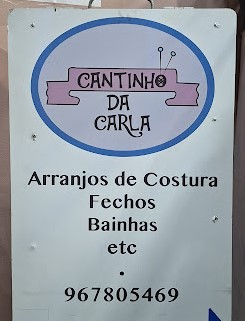 CANTINHO
DA
CARLA
Arranjos de Costura
Fechos
Bainhas
etc
•
967805469